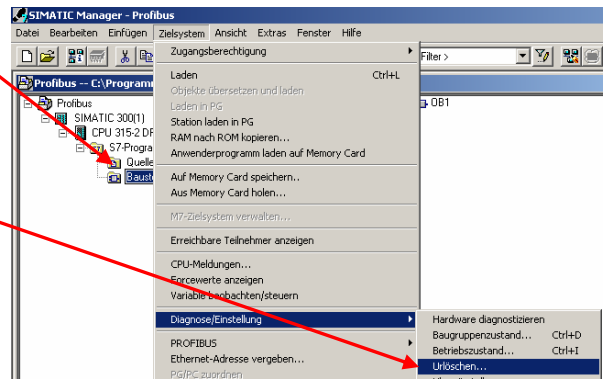 SIMATIC Manager - Profibus
Datei Bearbeiten Einfügen Zielsystem Ansicht Extras Fenster Hilfe
Filter >
Profibus -- C:\Programm
Profibus
SIMATIC 300(1)
CPU 315-2 DP
S7-Progra
Quelle
Bauste
OB1
Zugangsberechtigung
Laden Ctrl+L
Objekte übersetzen und laden
Laden in PG
Station laden in PG
RAM nach ROM kopieren...
Anwenderprogramm laden auf Memory Card
Auf Memory Card speichern..
Aus Memory Card holen...
M7-Zielsystem verwalten...
Erreichbare Teilnehmer anzeigen
CPU-Meldungen...
Forcewerte anzeigen
Variable beobachten/steuern
Diagnose/Einstellung
PROFIBUS
Ethernet-Adresse vergeben...
PG/PC zuordnen
Hardware diagnostizieren
Baugruppenzustand... Ctrl+D
Betriebszustand... Ctrl+I
Urlöschen...